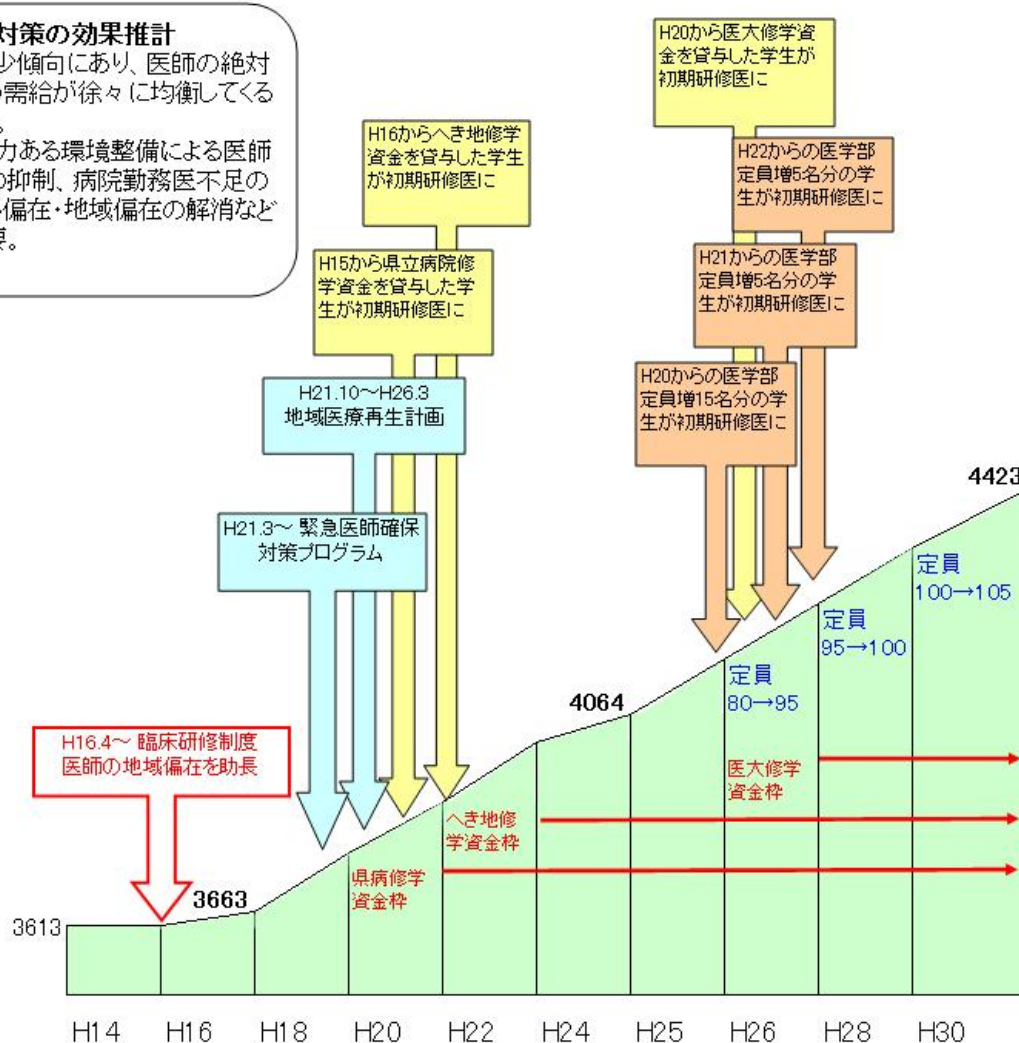 対策の効果推計
少傾向にあり、医師の絶対
需給が徐々に均衡してくる
力ある環境整備による医師
の抑制、病院勤務医不足の
偏在・地域偏在の解消など
要。
H20から医大修学資
金を貸与した学生が
初期研修医に
H16からへき地修学
資金を貸与した学生
が初期研修医に
H22からの医学部
定員増5名分の学
生が初期研修医に
H15から県立病院修
学資金を貸与した学
生が初期研修医に
H21からの医学部
定員増5名分の学
生が初期研修医に
H21.10～H26.3
地域医療再生計画
H20からの医学部
定員増15名分の学
生が初期研修医に
H21.3～ 緊急医師確保
対策プログラム
4423
定員
100→105
定員
95→100
定員
80→95
4064
H16.4～ 臨床研修制度
医師の地域偏在を助長
医大修学
資金枠
へき地修
学資金枠
県病修学
資金枠
3663
3613
H14 H16 H18 H20 H22 H24 H25 H26 H28 H30